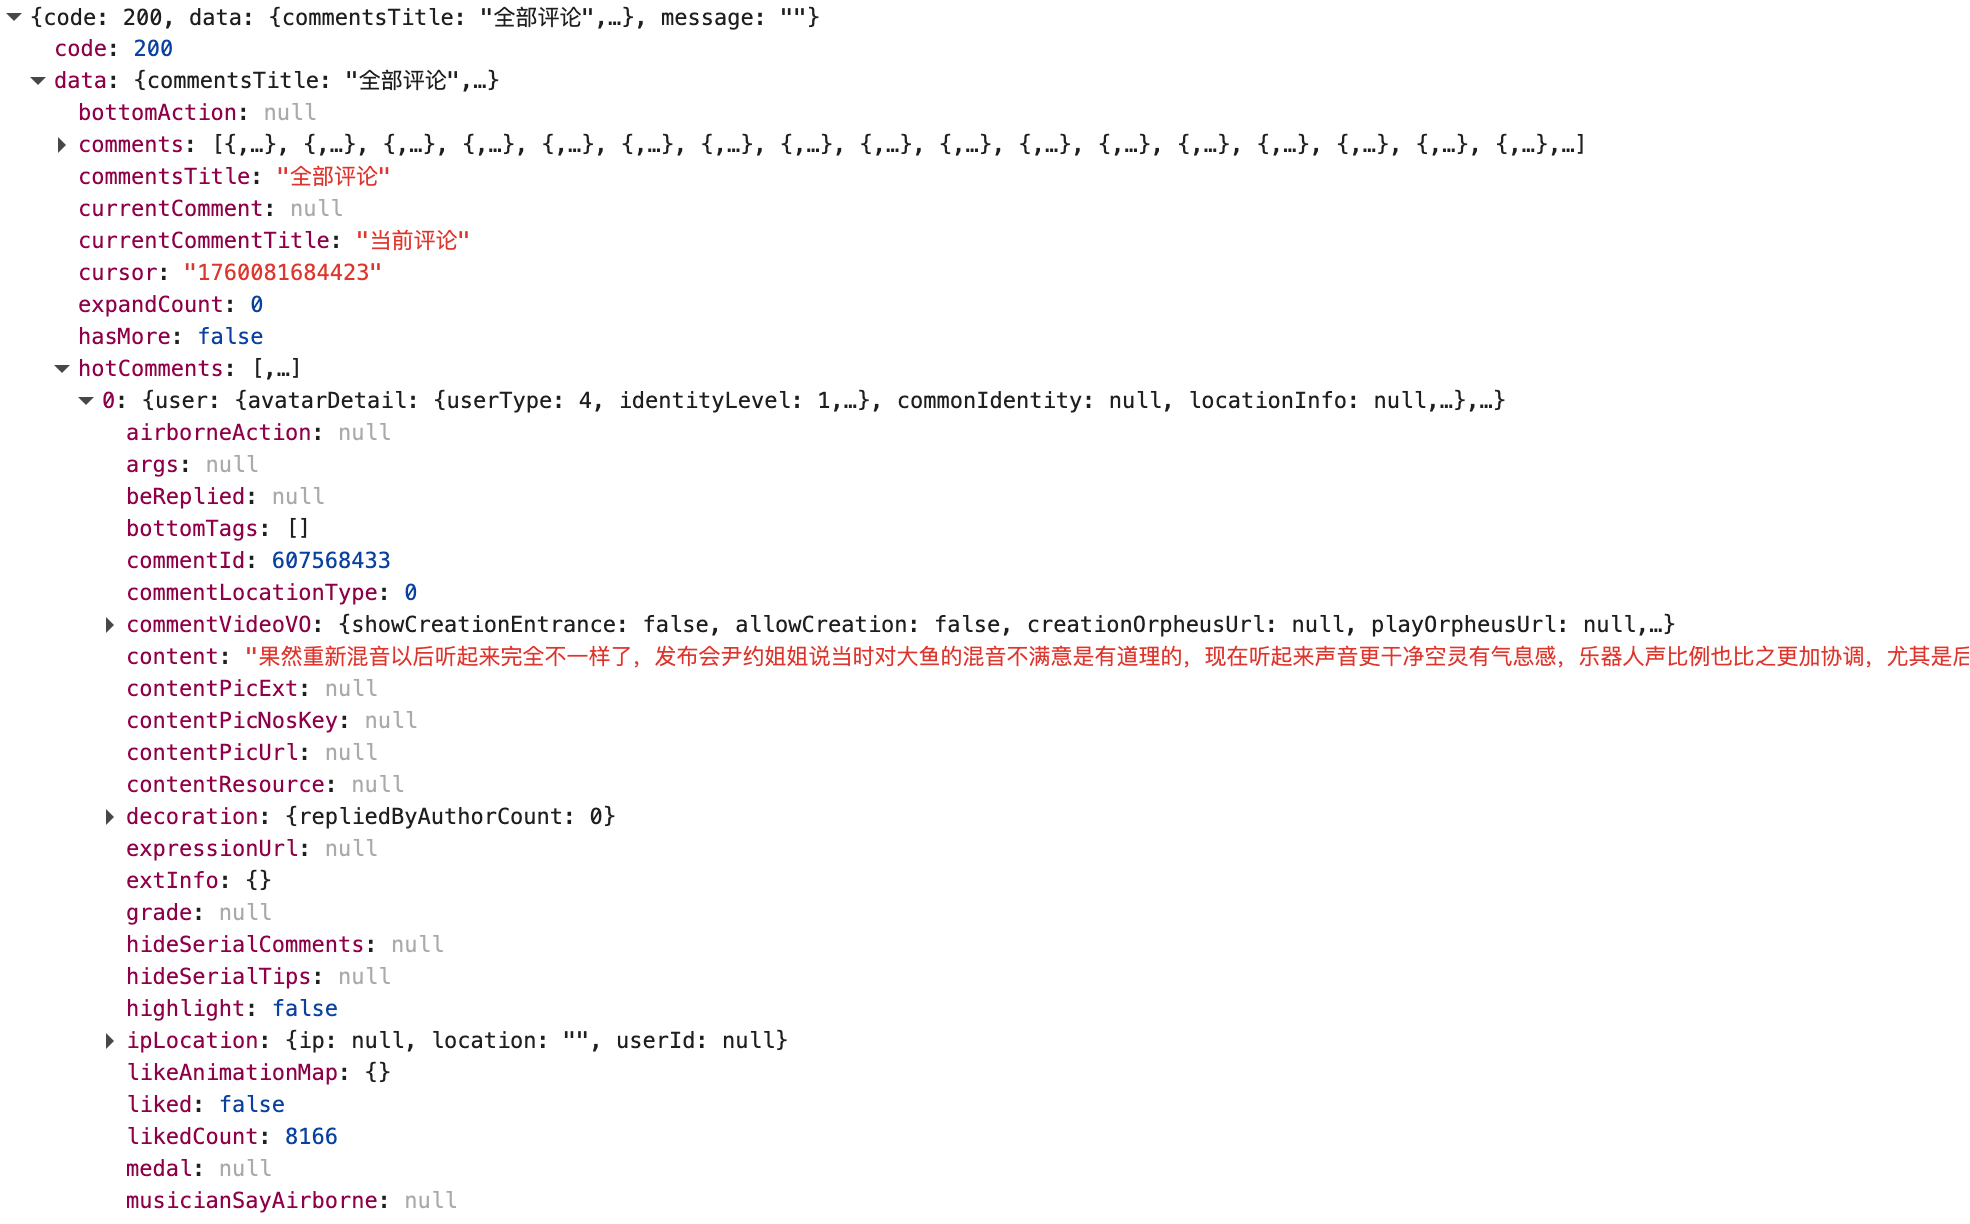 {code: 200, data: {commentsTitle: "全部评论",…}, message: ""}
code: 200
data: {commentsTitle: "全部评论",…}
bottomAction: null
comments: [{,…}, {,…}, {,…}, {,…}, {,…}, {,…}, {,…}, {,…}, {,…}, {,…}, {,…}, {,…}, {,…}, {,…}, {,…}, {,…}, {,…},…]
commentsTitle: "全部评论"
currentComment: null
currentCommentTitle: "当前评论"
cursor: "1760081684423"
expandCount: 0
hasMore: false
hotComments: [,…]
0: {user: {avatarDetail: {userType: 4, identityLevel: 1,…}, commonIdentity: null, locationInfo: null,…},…}
airborneAction: null
args: null
beReplied: null
bottomTags: []
commentId: 607568433
commentLocationType: 0
commentVideoVO: {showCreationEntrance: false, allowCreation: false, creationOrpheusUrl: null, playOrpheusUrl: null,…}
content: "果然重新混音以后听起来完全不一样了，发布会尹约姐姐说当时对大鱼的混音不满意是有道理的，现在听起来声音更干净空灵有气息感，乐器人声比例也比之更加协调，尤其是后
contentPicExt: null
contentPicNosKey: null
contentPicUrl: null
contentResource: null
decoration: {repliedByAuthorCount: 0}
expressionUrl: null
extInfo: {}
grade: null
hideSerialComments: null
hideSerialTips: null
highlight: false
ipLocation: {ip: null, location: "", userId: null}
likeAnimationMap: {}
liked: false
likedCount: 8166
medal: null
musicianSayAirborne: null